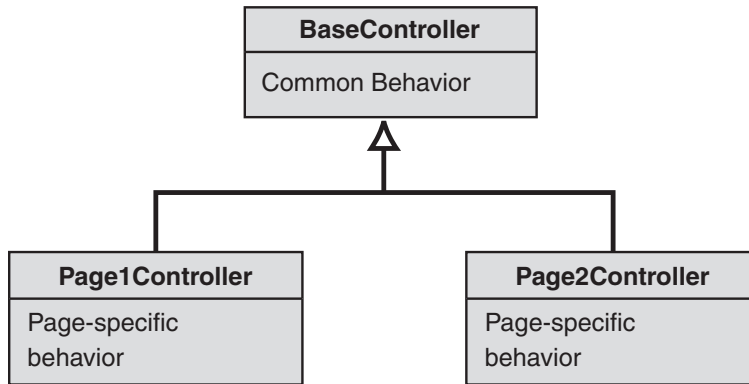 BaseController
Common Behavior
Page1Controller
Page-specific
behavior
Page2Controller
Page-specific
behavior